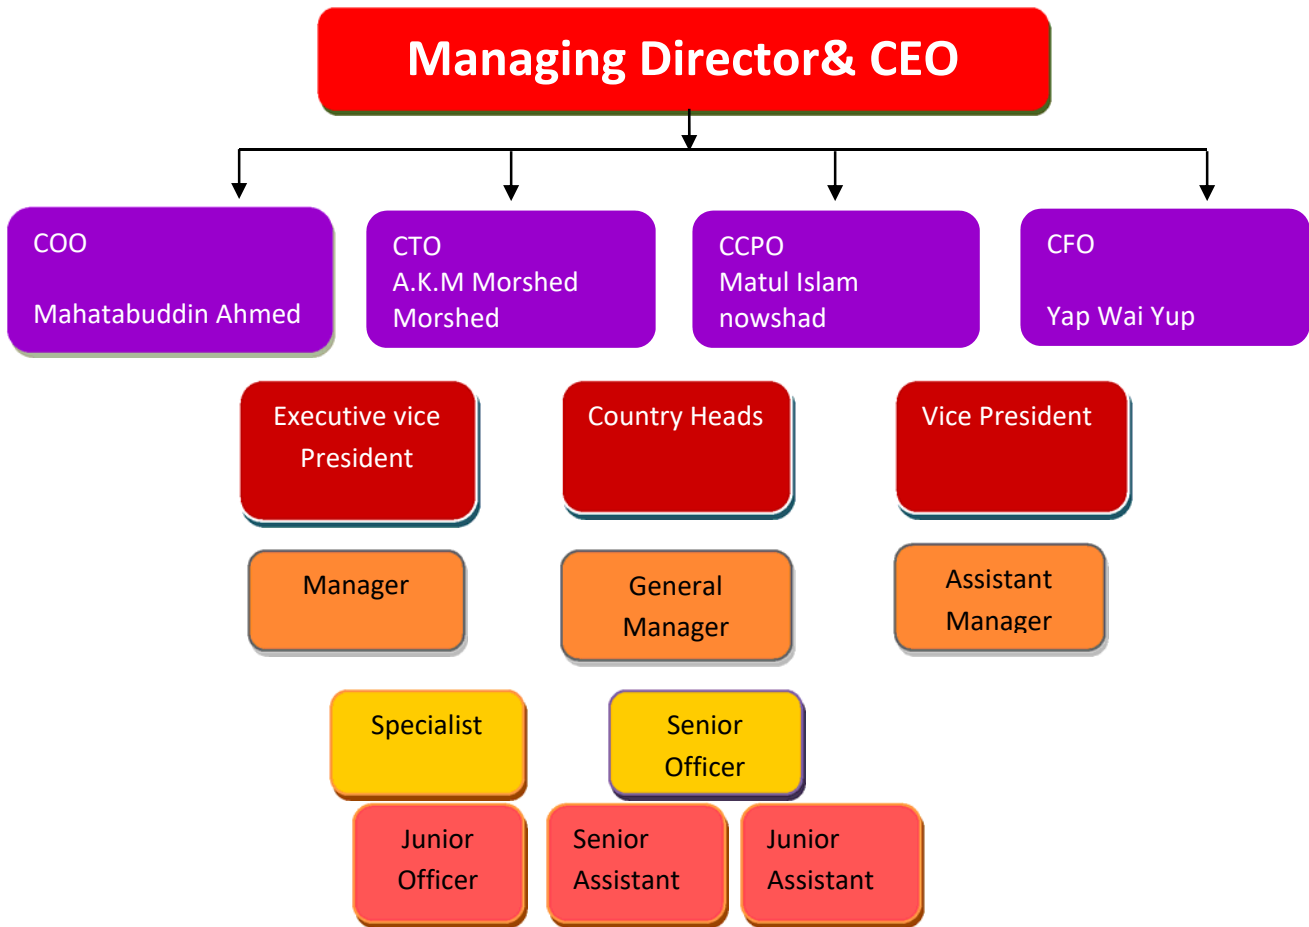 Managing Director& CEO
COO
Mahatabuddin Ahmed
CTO
A.K.M Morshed
Morshed
CCPO
Matul Islam
nowshad
CFO
Yap Wai Yup
Executive vice
President
Country Heads
Vice President
Manager
General
Manager
Assistant
Manager
Specialist
Senior
Officer
Junior
Officer
Senior
Assistant
Junior
Assistant